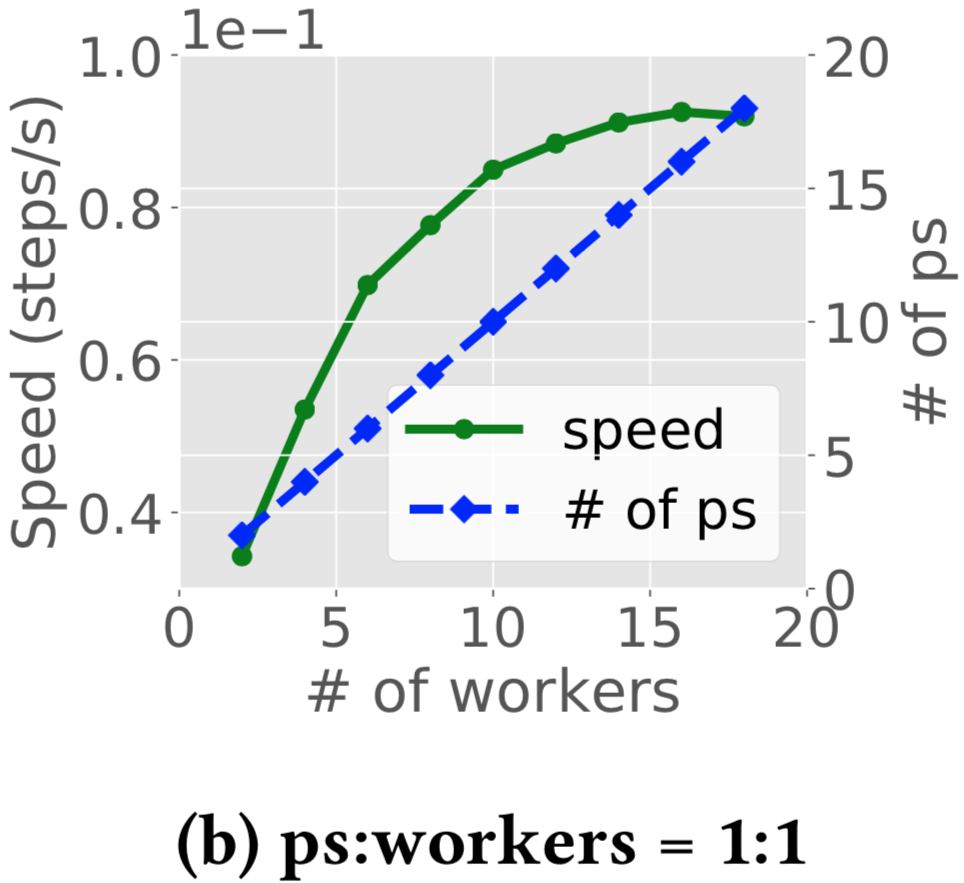 1e−1
1.0
0.8
0.6
0.4
Speed (steps/s)
20
15
10
5
0
# of ps
speed
# of ps
0 5 10 15 20
# of workers
(b) ps:workers = 1:1